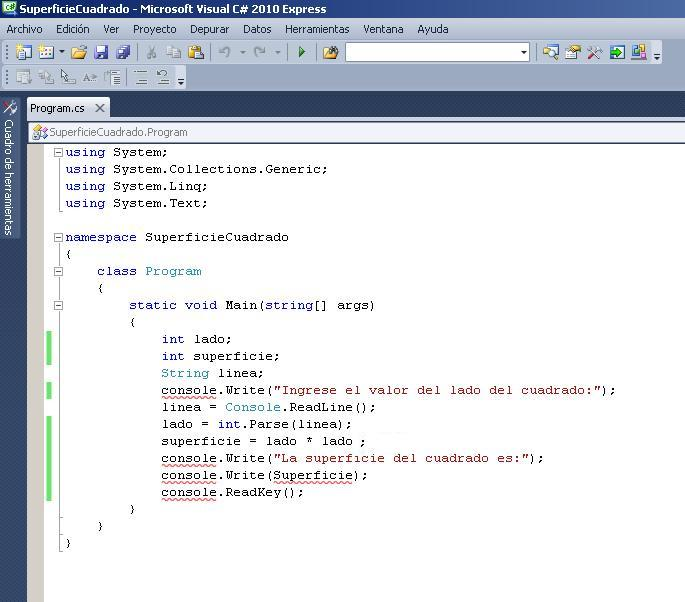 SuperficieCuadrado - Microsoft Visual C# 2010 Express
Archivo Edición Ver Proyecto Depurar Datos Herramientas Ventana Ayuda
Program.cs
Cuadro de herramientas
SuperficieCuadrado.Program
using System;
using System.Collections.Generic;
using System.Linq;
using System.Text;
namespace SuperficieCuadrado
{
class Program
{
static void Main(string[] args)
{
int lado;
int superficie;
String linea;
console.Write("Ingrese el valor del lado del cuadrado:");
linea = Console.ReadLine();
lado = int.Parse(linea);
superficie = lado * lado ;
console.Write("La superficie del cuadrado es:");
console.Write(Superficie);
console.ReadKey();
}
}
}